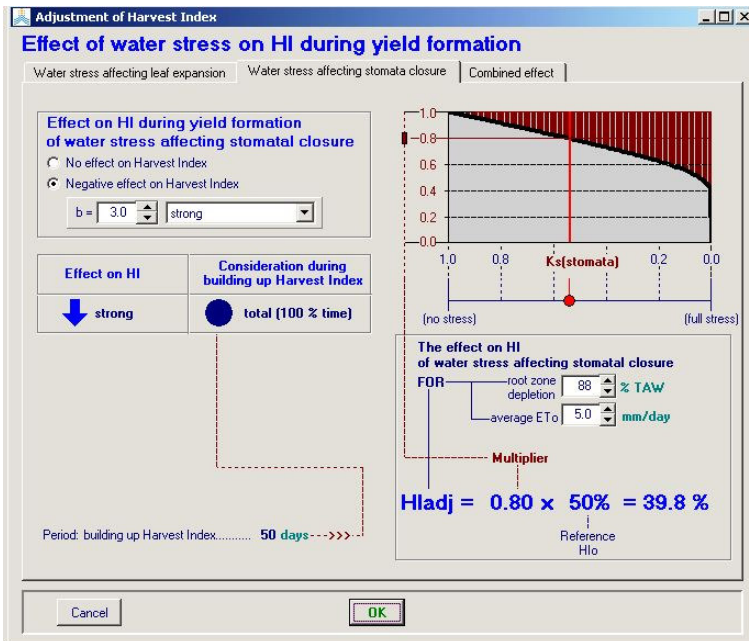 Adjustment of Harvest Index
Effect of water stress on HI during yield formation
Water stress affecting leaf expansion
Water stress affecting stomata closure
Combined effect
Effect on HI during yield formation
of water stress affecting stomatal closure
No effect on Harvest Index
Negative effect on Harvest Index
b = 3.0 strong
Effect on HI
Consideration during
building up Harvest Index
strong
total (100 % time)
Period: building up Harvest Index........... 50 days--->>>
1.0
0.8
0.6
0.4
0.2
0.0
1.0 0.8 Ks(stomata) 0.2 0.0
(no stress) (full stress)
The effect on HI
of water stress affecting stomatal closure
FOR
root zone
depletion 88 % TAW
average ETo 5.0 mm/day
Multiplier
HIadj = 0.80 x 50% = 39.8 %
Reference
HIo
Cancel
OK